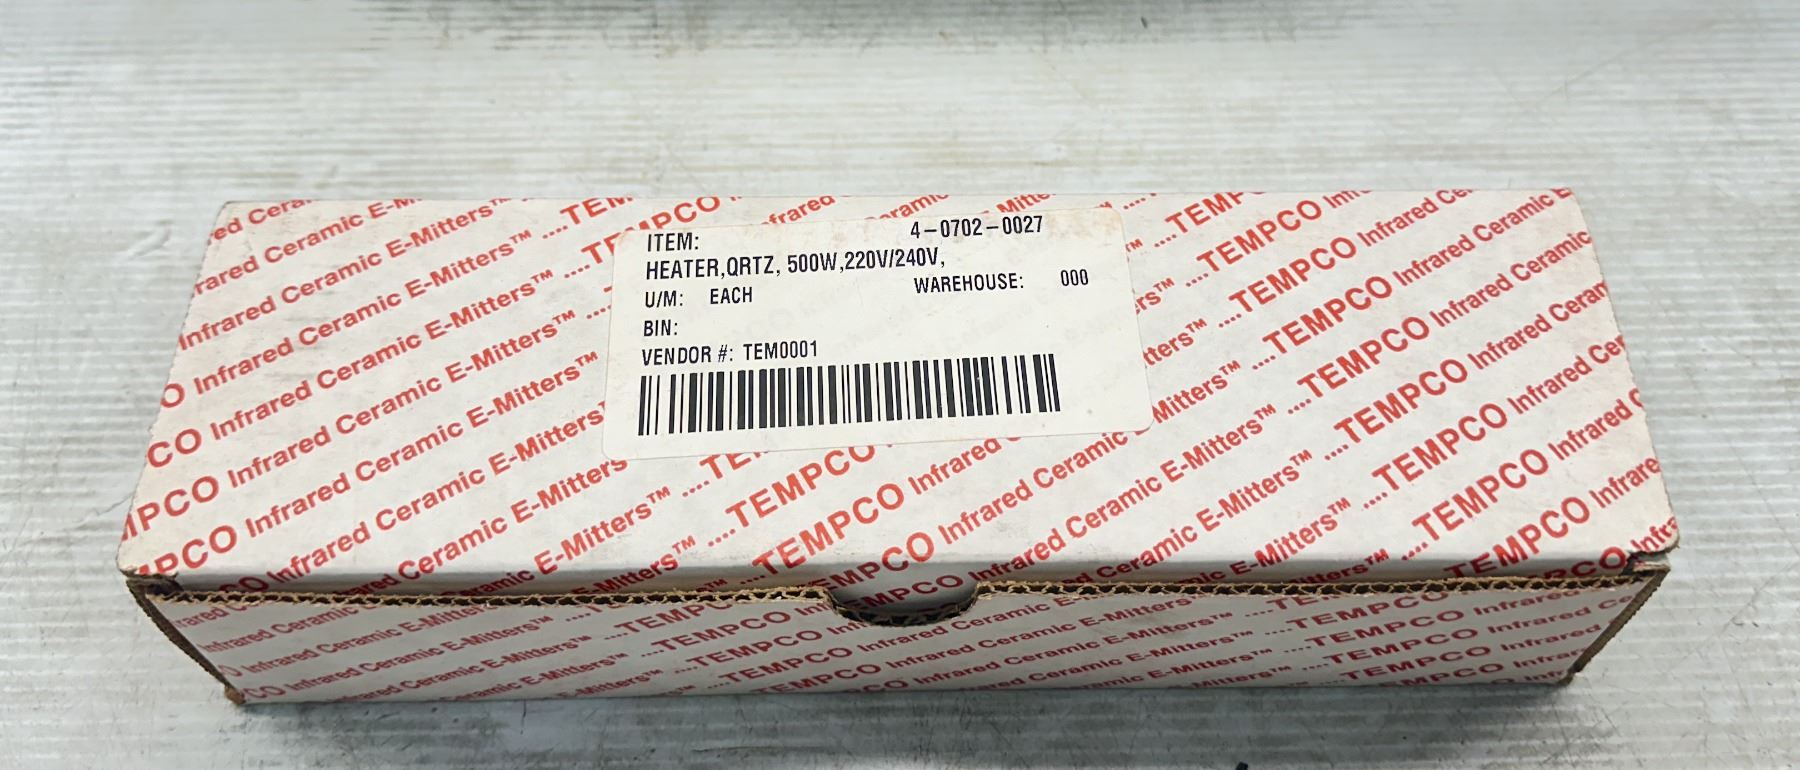 ITEM: 4-0702-0027
HEATER,QRTZ, 500W,220V/240V,
U/M: EACH WAREHOUSE: 000
BIN:
VENDOR #: TEM0001
TEMPCO Infrared Ceramic E-Mitters™ ....TEMPCO Infrared Ceramic E-Mitters™